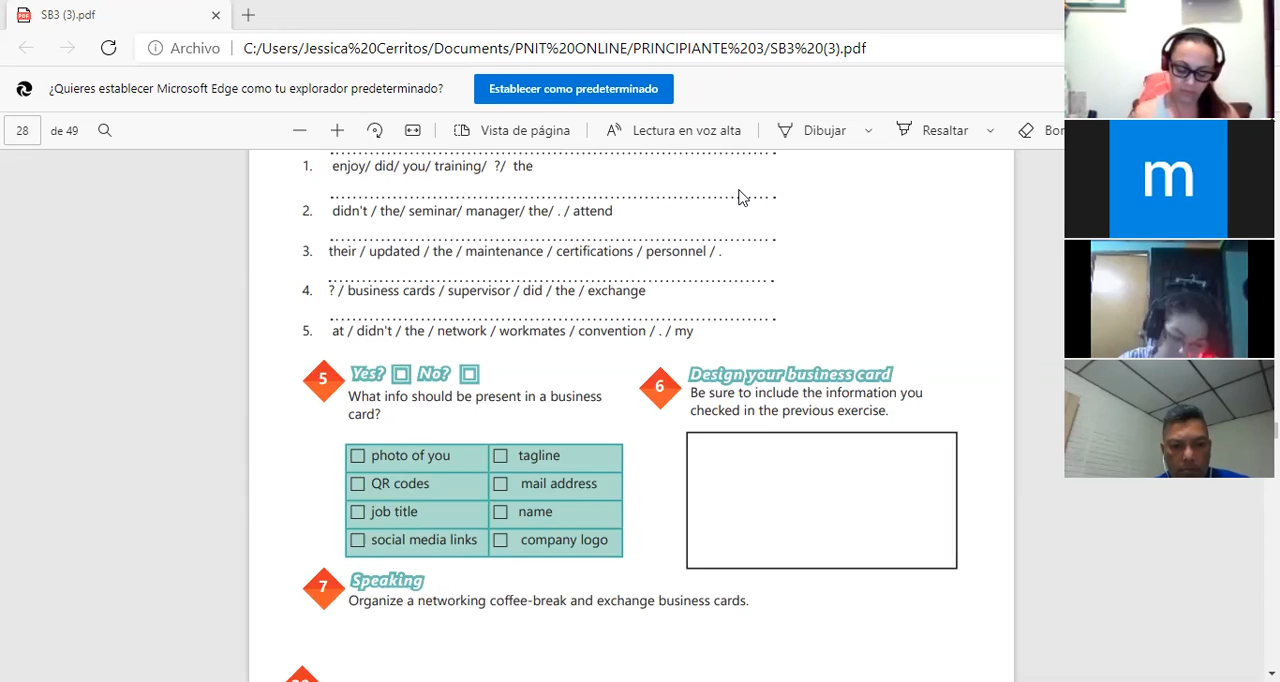 SB3 (3).pdf
Archivo C:/Users/Jessica%20Cerritos/Documents/PNIT%20ONLINE/PRINCIPIANTE%203/SB3%20(3).pdf
¿Quieres establecer Microsoft Edge como tu explorador predeterminado? Establecer como predeterminado
28 de 49 Vista de página Lectura en voz alta Dibujar Resaltar Bor
1. enjoy/ did/ you/ training/ ?/ the
2. didn't / the/ seminar/ manager/ the/ . / attend
3. their / updated / the / maintenance / certifications / personnel / .
4. ? / business cards / supervisor / did / the / exchange
5. at / didn't / the / network / workmates / convention / . / my
5 Yes? No?
What info should be present in a business
card?
photo of you tagline
QR codes mail address
job title name
social media links company logo
6 Design your business card
Be sure to include the information you
checked in the previous exercise.
7 Speaking
Organize a networking coffee-break and exchange business cards.
m